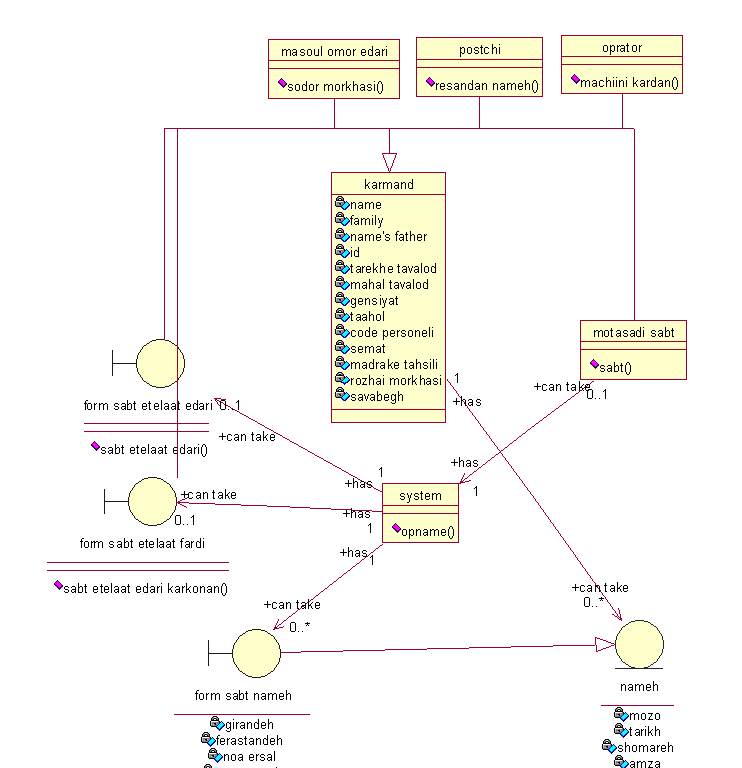 masoul omor edari
sodor morkhasi()
postchi
resandan nameh()
oprator
machiini kardan()
karmand
name
family
name's father
id
tarekhe tavalod
mahal tavalod
gensiyat
taahol
code personeli
semat
madrake tahsili
rozhai morkhasi
savabegh
motasadi sabt
sabt()
+can take
0..1
1
+has
form sabt etelaat edari
0..1
+can take
sabt etelaat edari()
+has
1
1
+has
system
opname()
+can take
0..1
+has
1
form sabt etelaat fardi
sabt etelaat edari karkonan()
+has
1
+can take
0..*
+can take
0..*
form sabt nameh
girandeh
ferastandeh
noa ersal
nameh
mozo
tarikh
shomareh
amza